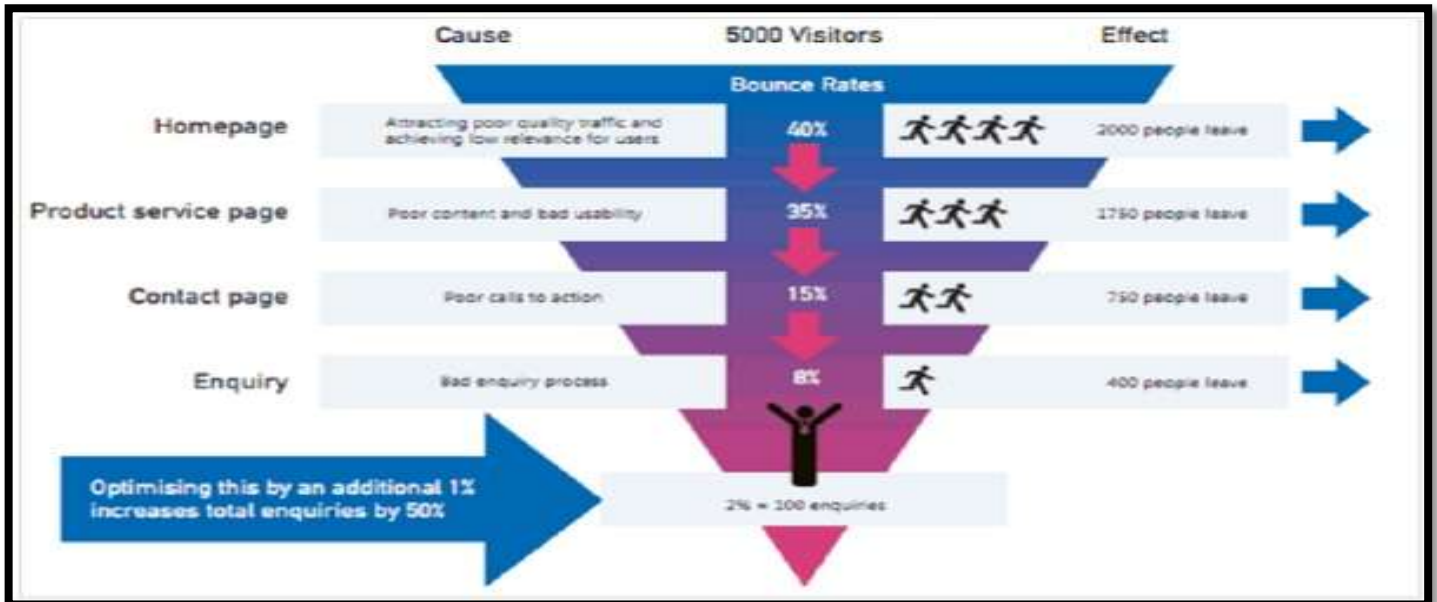 Cause 5000 Visitors Effect
Bounce Rates
Homepage
Attracting poor quality traffic and
achieving low relevance for users
40%
2000 people leave
Product service page
Poor content and bad usability
35%
1750 people leave
Contact page
Poor calls to action
15%
750 people leave
Enquiry
Bad enquiry process
8%
400 people leave
Optimising this by an additional 1%
increases total enquiries by 50%
2% = 100 enquiries